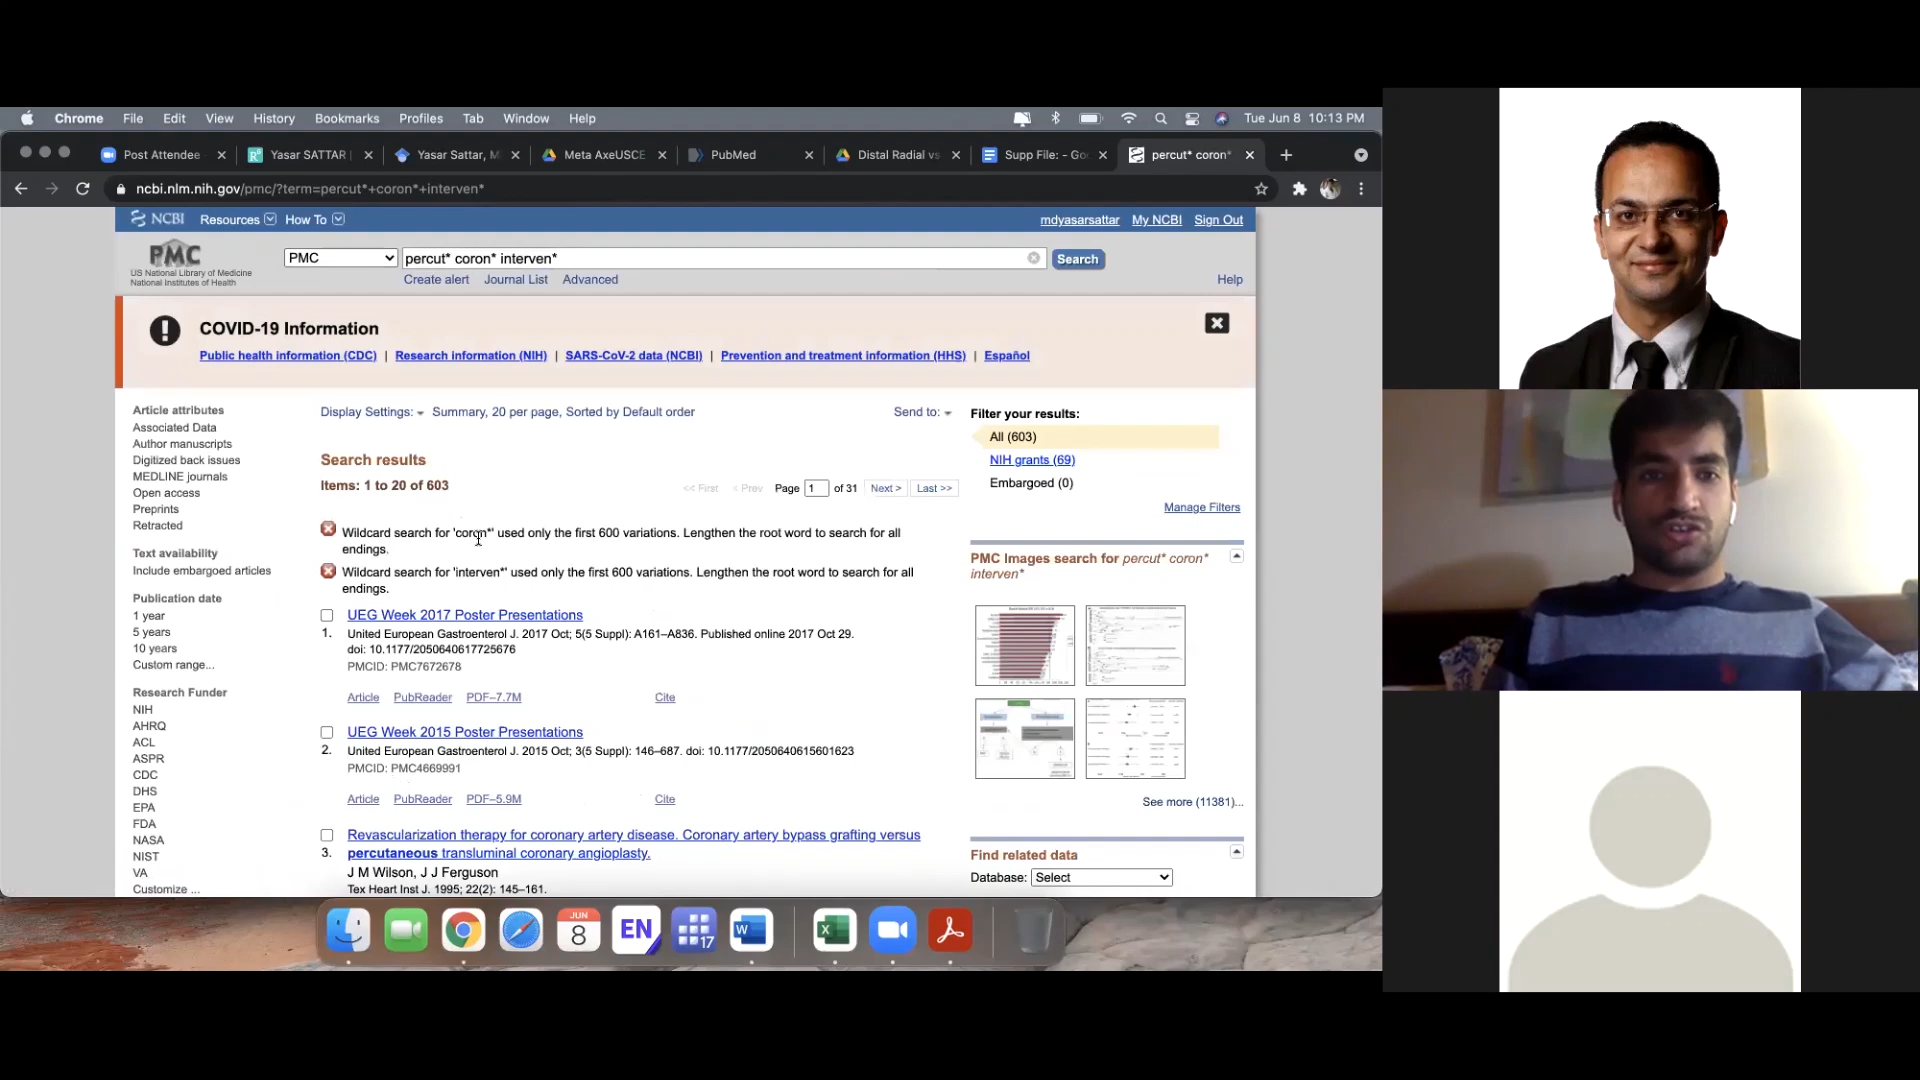 Chrome File Edit View History Bookmarks Profiles Tab Window Help Tue Jun 8 10:13 PM
Post Attendee Yasar SATTAR Yasar Sattar, M Meta AxeUSCE PubMed Distal Radial vs Supp File: - Goo percut* coron*
ncbi.nlm.nih.gov/pmc/?term=percut*+coron*+interven*
NCBI Resources How To mdyasarsattar My NCBI Sign Out
PMC
US National Library of Medicine
National Institutes of Health
PMC percut* coron* interven* Search
Create alert Journal List Advanced Help
COVID-19 Information
Public health information (CDC) | Research information (NIH) | SARS-CoV-2 data (NCBI) | Prevention and treatment information (HHS) | Español
Article attributes
Associated Data
Author manuscripts
Digitized back issues
MEDLINE journals
Open access
Preprints
Retracted
Text availability
Include embargoed articles
Publication date
1 year
5 years
10 years
Custom range...
Research Funder
NIH
AHRQ
ACL
ASPR
CDC
DHS
EPA
FDA
NASA
NIST
VA
Customize ...
Display Settings: Summary, 20 per page, Sorted by Default order Send to:
Search results
Items: 1 to 20 of 603
<< First < Prev Page 1 of 31 Next > Last >>
Wildcard search for 'coron*' used only the first 600 variations. Lengthen the root word to search for all
endings.
Wildcard search for 'interven*' used only the first 600 variations. Lengthen the root word to search for all
endings.
UEG Week 2017 Poster Presentations
1. United European Gastroenterol J. 2017 Oct; 5(5 Suppl): A161–A836. Published online 2017 Oct 29.
doi: 10.1177/2050640617725676
PMCID: PMC7672678
Article PubReader PDF–7.7M Cite
UEG Week 2015 Poster Presentations
2. United European Gastroenterol J. 2015 Oct; 3(5 Suppl): 146–687. doi: 10.1177/2050640615601623
PMCID: PMC4669991
Article PubReader PDF–5.9M Cite
Revascularization therapy for coronary artery disease. Coronary artery bypass grafting versus
3. percutaneous transluminal coronary angioplasty.
J M Wilson, J J Ferguson
Tex Heart Inst J. 1995; 22(2): 145–161.
Filter your results:
All (603)
NIH grants (69)
Embargoed (0)
Manage Filters
PMC Images search for percut* coron*
interven*
See more (11381)...
Find related data
Database: Select
JUN
8
EN
17
W
X